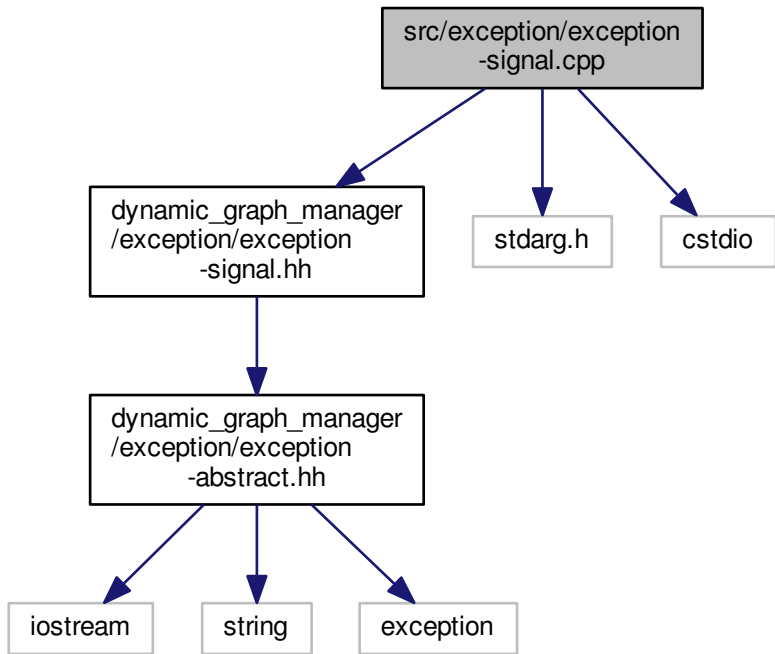 src/exception/exception
-signal.cpp
dynamic_graph_manager
/exception/exception
-signal.hh
stdarg.h
cstdio
dynamic_graph_manager
/exception/exception
-abstract.hh
iostream
string
exception